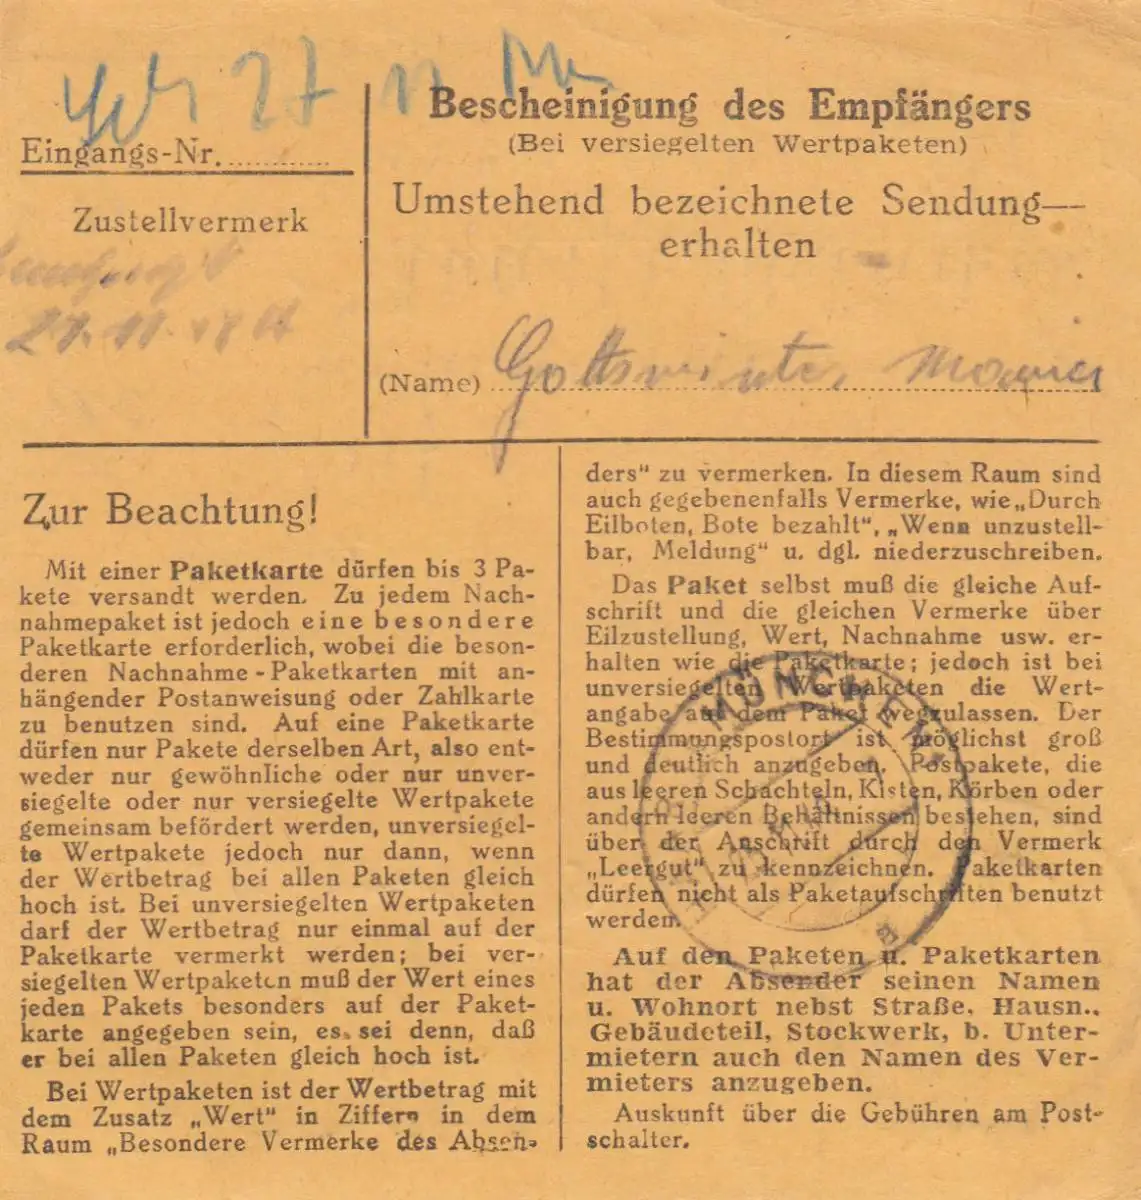 27
Eingangs-Nr.
Zustellvermerk
Bescheinigung des Empfängers
(Bei versiegelten Wertpaketen)
Umstehend bezeichnete Sendung—
erhalten
(Name)
Zur Beachtung!
Mit einer Paketkarte dürfen bis 3 Pa-
kete versandt werden. Zu jedem Nach-
nahmepaket ist jedoch eine besondere
Paketkarte erforderlich, wobei die beson-
deren Nachnahme-Paketkarten mit an-
hängender Postanweisung oder Zahlkarte
zu benutzen sind. Auf eine Paketkarte
dürfen nur Pakete derselben Art, also ent-
weder nur gewöhnliche oder nur unver-
siegelte oder nur versiegelte Wertpakete
gemeinsam befördert werden, unversiegel-
te Wertpakete jedoch nur dann, wenn
der Wertbetrag bei allen Paketen gleich
hoch ist. Bei unversiegelten Wertpaketen
darf der Wertbetrag nur einmal auf der
Paketkarte vermerkt werden; bei ver-
siegelten Wertpaketen muß der Wert eines
jeden Pakets besonders auf der Paket-
karte angegeben sein, es sei denn, daß
er bei allen Paketen gleich hoch ist.
Bei Wertpaketen ist der Wertbetrag mit
dem Zusatz „Wert" in Ziffern in dem
Raum „Besondere Vermerke des Absen-
ders" zu vermerken. In diesem Raum sind
auch gegebenenfalls Vermerke, wie „Durch
Eilboten, Bote bezahlt", „Wenn unzustell-
bar, Meldung" u. dgl. niederzuschreiben.
Das Paket selbst muß die gleiche Auf-
schrift und die gleichen Vermerke über
Eilzustellung, Wert, Nachnahme usw. er-
halten wie die Paketkarte; jedoch ist bei
unversiegelten Wertpaketen die Wert-
angabe auf dem Paket wegzulassen. Der
Bestimmungspostort ist möglichst groß
und deutlich anzugeben. Postpakete, die
aus leeren Schachteln, Kisten, Körben oder
andern leeren Behältnissen bestehen, sind
über der Anschrift durch den Vermerk
„Leergut" zu kennzeichnen. Paketkarten
dürfen nicht als Paketaufschriften benutzt
werden.
Auf den Paketen u. Paketkarten
hat der Absender seinen Namen
u. Wohnort nebst Straße, Hausn.,
Gebäudeteil, Stockwerk, b. Unter-
mietern auch den Namen des Ver-
mieters anzugeben.
Auskunft über die Gebühren am Post-
schalter.
MÜNCHEN
a